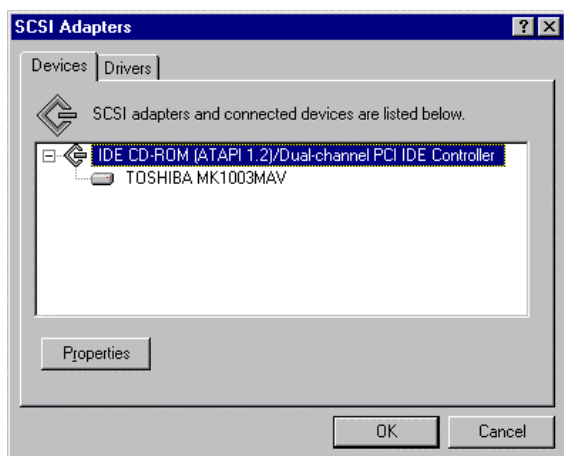 SCSI Adapters
Devices Drivers
SCSI adapters and connected devices are listed below.
IDE CD-ROM (ATAPI 1.2)/Dual-channel PCI IDE Controller
TOSHIBA MK1003MAV
Properties
OK Cancel